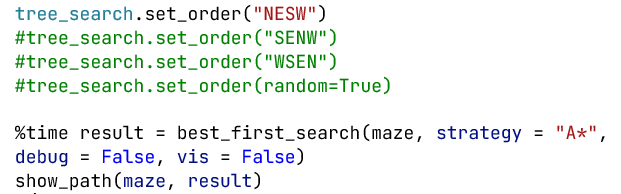 tree_search.set_order("NESW")
#tree_search.set_order("SENW")
#tree_search.set_order("WSEN")
#tree_search.set_order(random=True)
%time result = best_first_search(maze, strategy = "A*",
debug = False, vis = False)
show_path(maze, result)